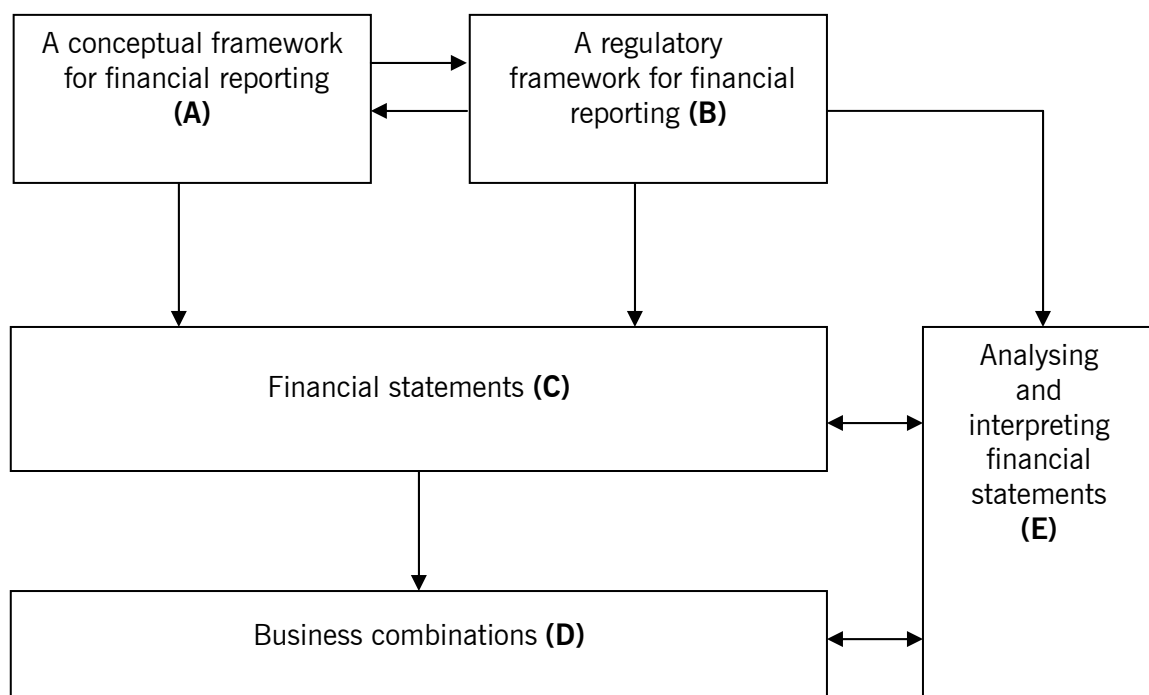 A conceptual framework
for financial reporting
(A)
A regulatory
framework for financial
reporting (B)
Financial statements (C)
Analysing
and
interpreting
financial
statements
(E)
Business combinations (D)